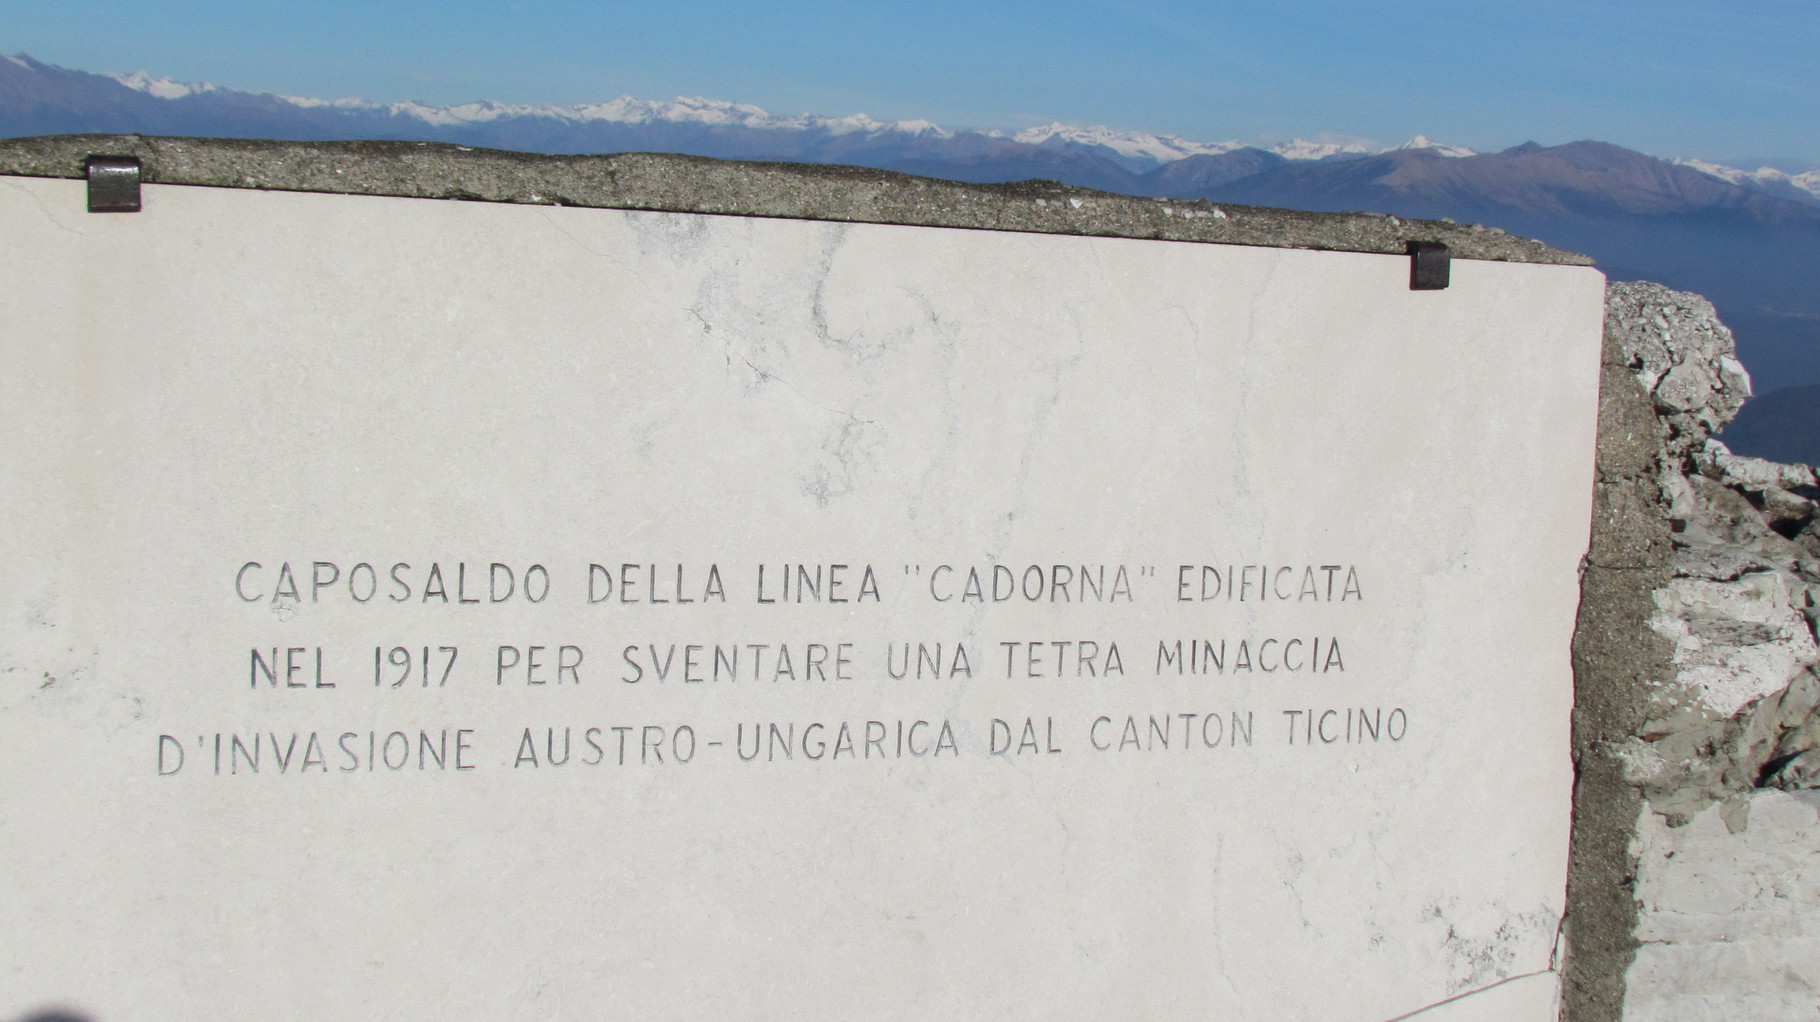 CAPOSALDO DELLA LINEA "CADORNA" EDIFICATA
NEL 1917 PER SVENTARE UNA TETRA MINACCIA
D'INVASIONE AUSTRO-UNGARICA DAL CANTON TICINO